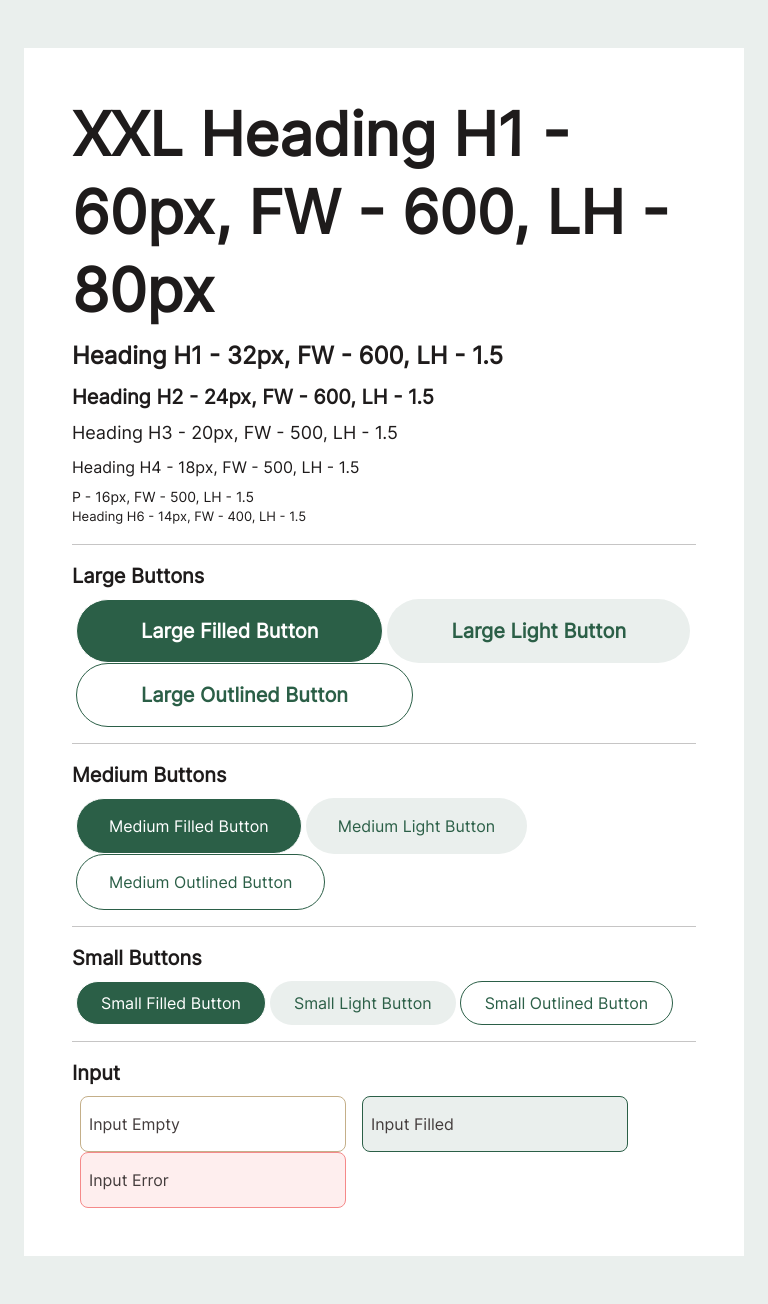 XXL Heading H1 -
60px, FW - 600, LH -
80px
Heading H1 - 32px, FW - 600, LH - 1.5
Heading H2 - 24px, FW - 600, LH - 1.5
Heading H3 - 20px, FW - 500, LH - 1.5
Heading H4 - 18px, FW - 500, LH - 1.5
P - 16px, FW - 500, LH - 1.5
Heading H6 - 14px, FW - 400, LH - 1.5
Large Buttons
Large Filled Button
Large Light Button
Large Outlined Button
Medium Buttons
Medium Filled Button
Medium Light Button
Medium Outlined Button
Small Buttons
Small Filled Button
Small Light Button
Small Outlined Button
Input
Input Empty
Input Filled
Input Error